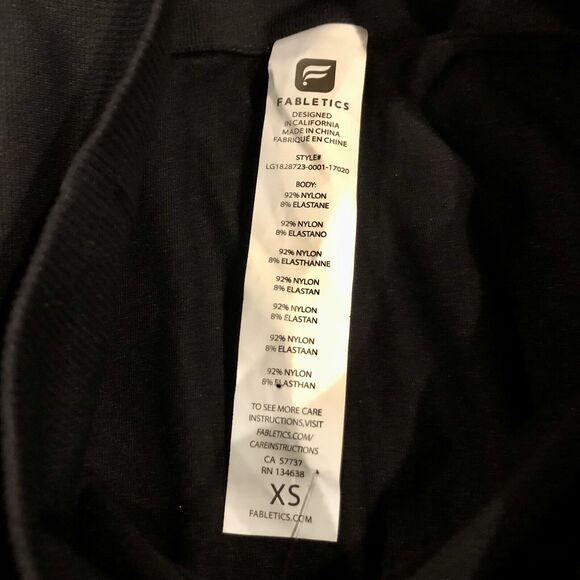 FABLETICS
DESIGNED
IN CALIFORNIA
MADE IN CHINA
FABRIQUÉ EN CHINE
STYLE#
LG1828723-0001-17020
BODY:
92% NYLON
8% ELASTANE
92% NYLON
8% ELASTANO
92% NYLON
8% ELASTHANNE
92% NYLON
8% ELASTAN
92% NYLON
8% ELASTAN
92% NYLON
8% ELASTAAN
92% NYLON
8% ELASTHAN
TO SEE MORE CARE
INSTRUCTIONS,VISIT
FABLETICS.COM/
CAREINSTRUCTIONS
CA 57737
RN 134638
XS
FABLETICS.COM